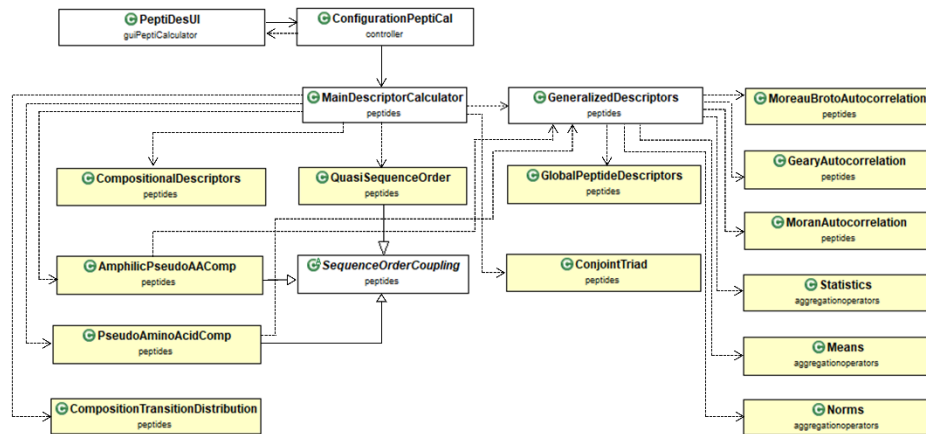 PeptiDesUI
guiPeptiCalculator
ConfigurationPeptiCal
controller
MainDescriptorCalculator
peptides
GeneralizedDescriptors
peptides
MoreauBrotoAutocorrelation
peptides
CompositionalDescriptors
peptides
QuasiSequenceOrder
peptides
GlobalPeptideDescriptors
peptides
GearyAutocorrelation
peptides
MoranAutocorrelation
peptides
AmphilicPseudoAAComp
peptides
SequenceOrderCoupling
peptides
ConjointTriad
peptides
Statistics
aggregationoperators
PseudoAminoAcidComp
peptides
Means
aggregationoperators
CompositionTransitionDistribution
peptides
Norms
aggregationoperators